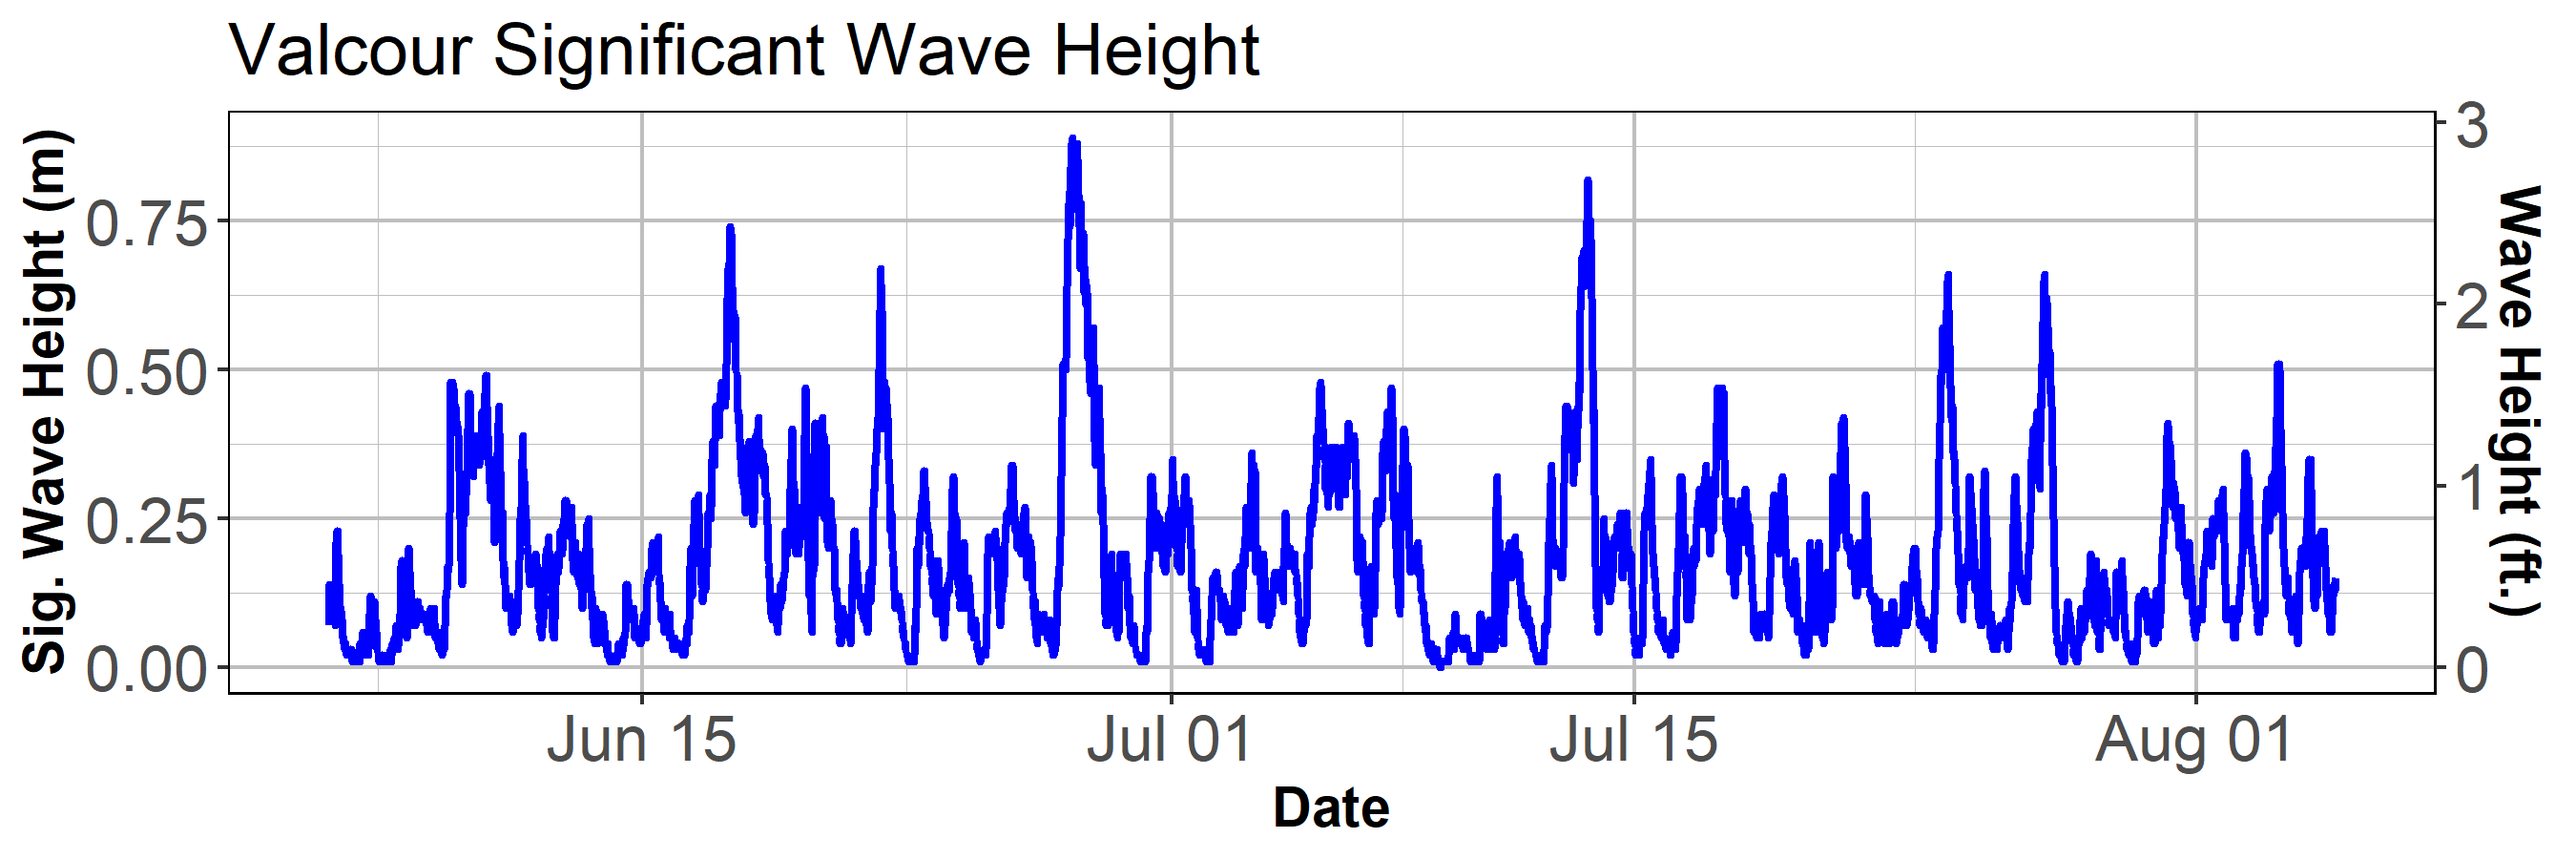 Valcour Significant Wave Height
Sig. Wave Height (m)
0.75
0.50
0.25
0.00
3
2
1
0
Wave Height (ft.)
Jun 15
Jul 01
Jul 15
Aug 01
Date